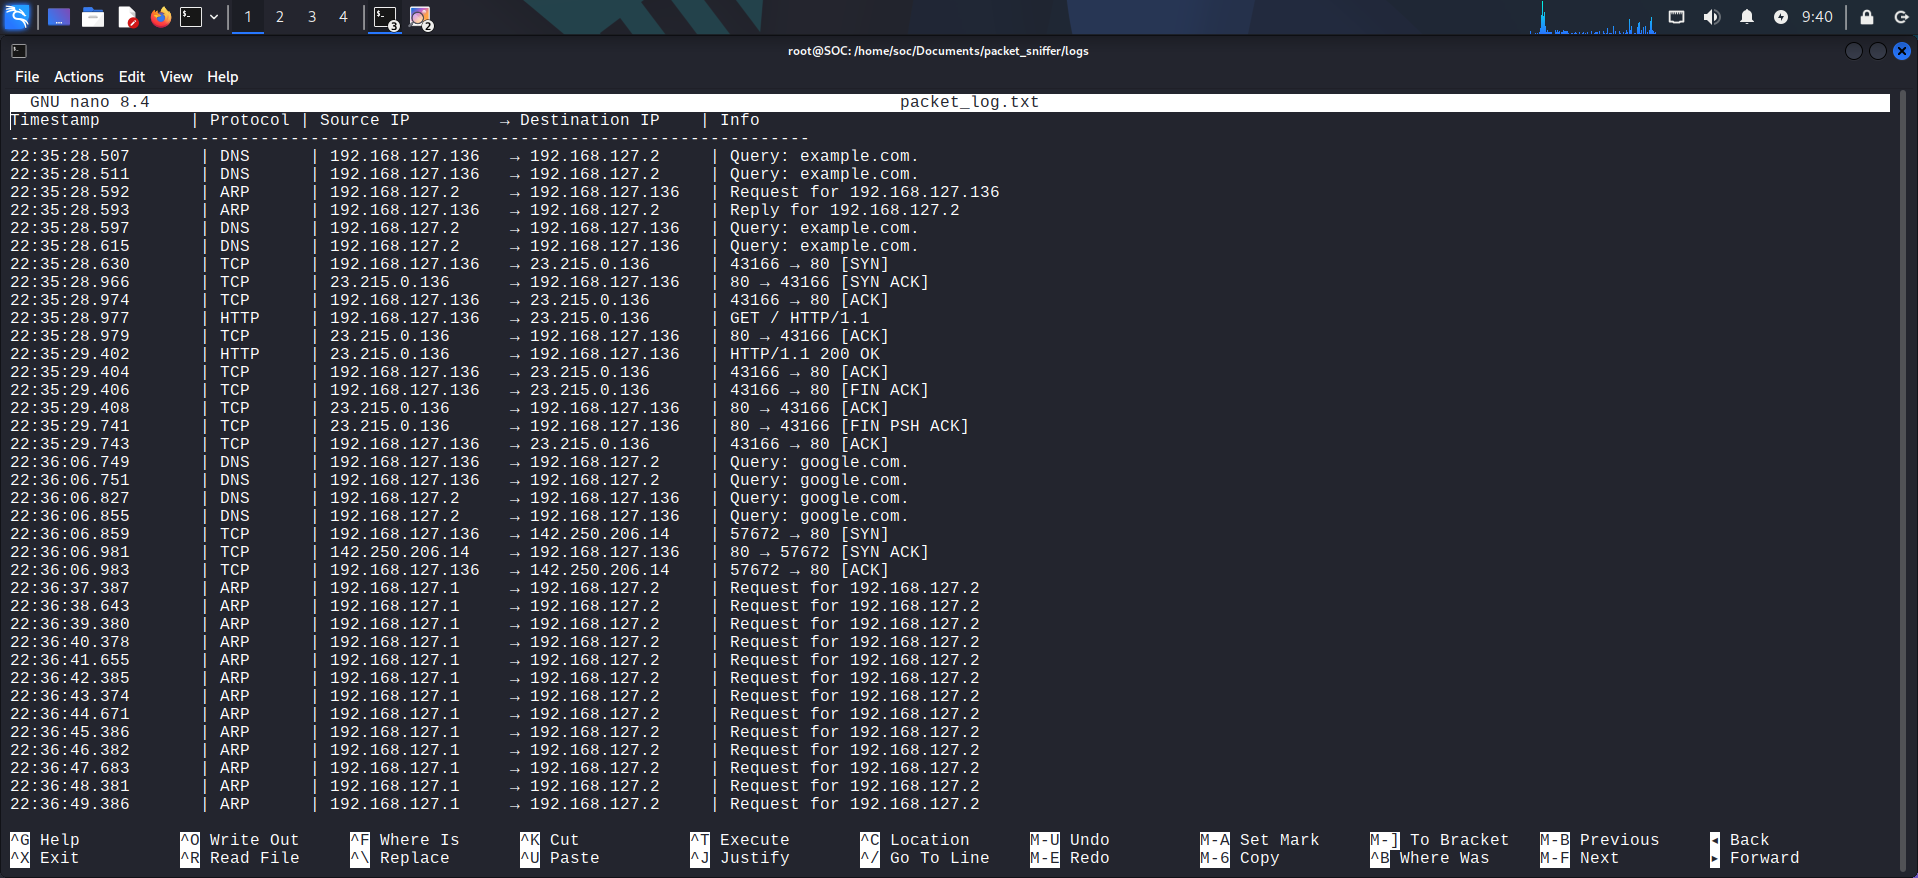 1 2 3 4 3 2 9:40
root@SOC: /home/soc/Documents/packet_sniffer/logs
File Actions Edit View Help
GNU nano 8.4 packet_log.txt
Timestamp | Protocol | Source IP → Destination IP | Info
--------------------------------------------------------------------------------
22:35:28.507 | DNS | 192.168.127.136 → 192.168.127.2 | Query: example.com.
22:35:28.511 | DNS | 192.168.127.136 → 192.168.127.2 | Query: example.com.
22:35:28.592 | ARP | 192.168.127.2 → 192.168.127.136 | Request for 192.168.127.136
22:35:28.593 | ARP | 192.168.127.136 → 192.168.127.2 | Reply for 192.168.127.2
22:35:28.597 | DNS | 192.168.127.2 → 192.168.127.136 | Query: example.com.
22:35:28.615 | DNS | 192.168.127.2 → 192.168.127.136 | Query: example.com.
22:35:28.630 | TCP | 192.168.127.136 → 23.215.0.136 | 43166 → 80 [SYN]
22:35:28.966 | TCP | 23.215.0.136 → 192.168.127.136 | 80 → 43166 [SYN ACK]
22:35:28.974 | TCP | 192.168.127.136 → 23.215.0.136 | 43166 → 80 [ACK]
22:35:28.977 | HTTP | 192.168.127.136 → 23.215.0.136 | GET / HTTP/1.1
22:35:28.979 | TCP | 23.215.0.136 → 192.168.127.136 | 80 → 43166 [ACK]
22:35:29.402 | HTTP | 23.215.0.136 → 192.168.127.136 | HTTP/1.1 200 OK
22:35:29.404 | TCP | 192.168.127.136 → 23.215.0.136 | 43166 → 80 [ACK]
22:35:29.406 | TCP | 192.168.127.136 → 23.215.0.136 | 43166 → 80 [FIN ACK]
22:35:29.408 | TCP | 23.215.0.136 → 192.168.127.136 | 80 → 43166 [ACK]
22:35:29.741 | TCP | 23.215.0.136 → 192.168.127.136 | 80 → 43166 [FIN PSH ACK]
22:35:29.743 | TCP | 192.168.127.136 → 23.215.0.136 | 43166 → 80 [ACK]
22:36:06.749 | DNS | 192.168.127.136 → 192.168.127.2 | Query: google.com.
22:36:06.751 | DNS | 192.168.127.136 → 192.168.127.2 | Query: google.com.
22:36:06.827 | DNS | 192.168.127.2 → 192.168.127.136 | Query: google.com.
22:36:06.855 | DNS | 192.168.127.2 → 192.168.127.136 | Query: google.com.
22:36:06.859 | TCP | 192.168.127.136 → 142.250.206.14 | 57672 → 80 [SYN]
22:36:06.981 | TCP | 142.250.206.14 → 192.168.127.136 | 80 → 57672 [SYN ACK]
22:36:06.983 | TCP | 192.168.127.136 → 142.250.206.14 | 57672 → 80 [ACK]
22:36:37.387 | ARP | 192.168.127.1 → 192.168.127.2 | Request for 192.168.127.2
22:36:38.643 | ARP | 192.168.127.1 → 192.168.127.2 | Request for 192.168.127.2
22:36:39.380 | ARP | 192.168.127.1 → 192.168.127.2 | Request for 192.168.127.2
22:36:40.378 | ARP | 192.168.127.1 → 192.168.127.2 | Request for 192.168.127.2
22:36:41.655 | ARP | 192.168.127.1 → 192.168.127.2 | Request for 192.168.127.2
22:36:42.385 | ARP | 192.168.127.1 → 192.168.127.2 | Request for 192.168.127.2
22:36:43.374 | ARP | 192.168.127.1 → 192.168.127.2 | Request for 192.168.127.2
22:36:44.671 | ARP | 192.168.127.1 → 192.168.127.2 | Request for 192.168.127.2
22:36:45.386 | ARP | 192.168.127.1 → 192.168.127.2 | Request for 192.168.127.2
22:36:46.382 | ARP | 192.168.127.1 → 192.168.127.2 | Request for 192.168.127.2
22:36:47.683 | ARP | 192.168.127.1 → 192.168.127.2 | Request for 192.168.127.2
22:36:48.381 | ARP | 192.168.127.1 → 192.168.127.2 | Request for 192.168.127.2
22:36:49.386 | ARP | 192.168.127.1 → 192.168.127.2 | Request for 192.168.127.2
^G Help ^O Write Out ^F Where Is ^K Cut ^T Execute ^C Location M-U Undo M-A Set Mark M-] To Bracket M-B Previous ◂ Back
^X Exit ^R Read File ^\ Replace ^U Paste ^J Justify ^/ Go To Line M-E Redo M-6 Copy ^B Where Was M-F Next ▸ Forward